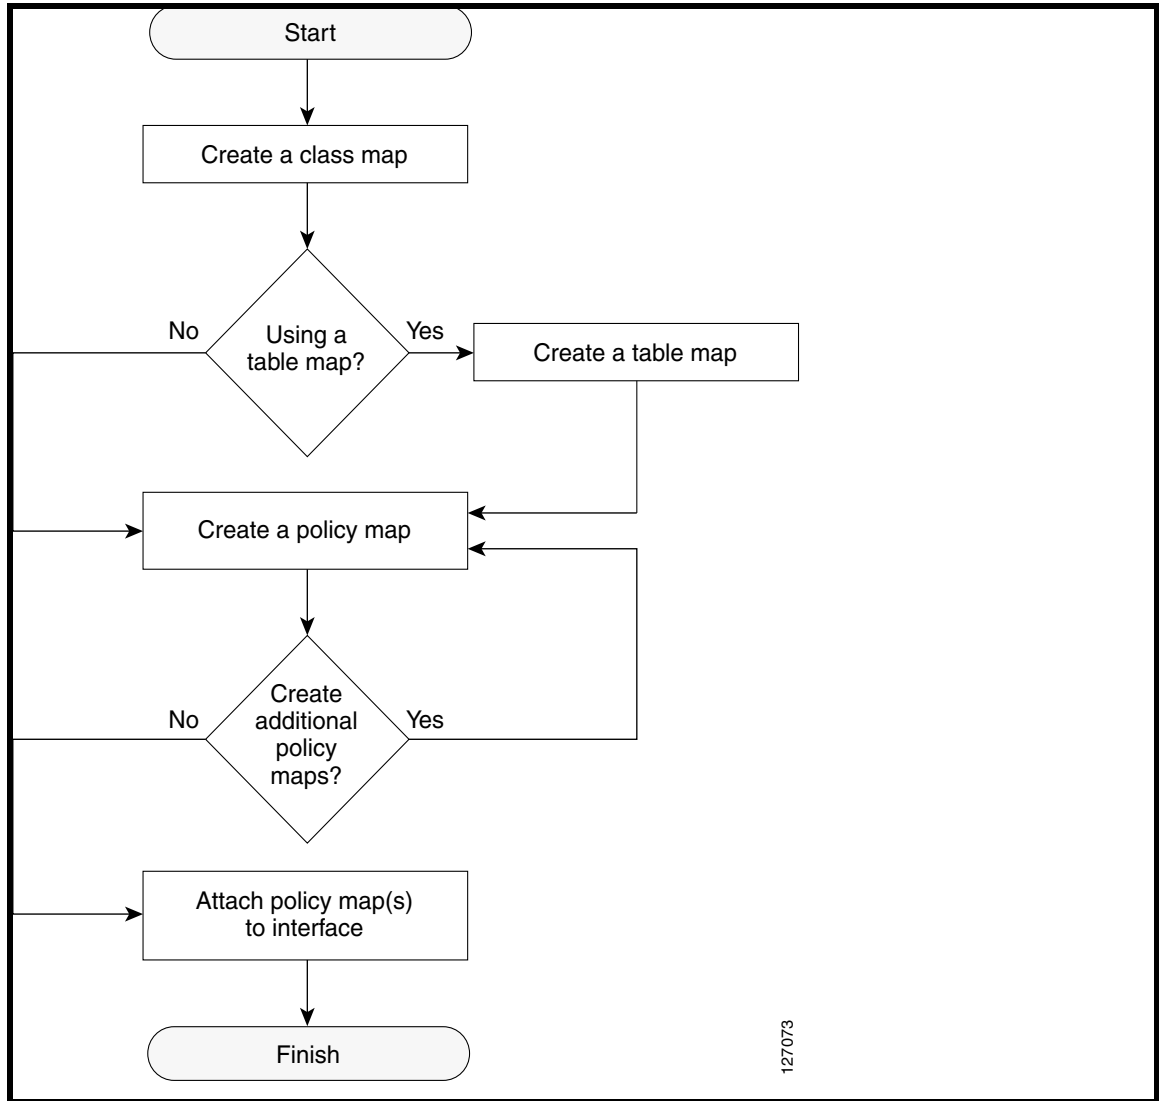 Start
Create a class map
No
Using a
table map?
Yes
Create a table map
Create a policy map
No
Create
additional
policy
maps?
Yes
Attach policy map(s)
to interface
Finish
127073